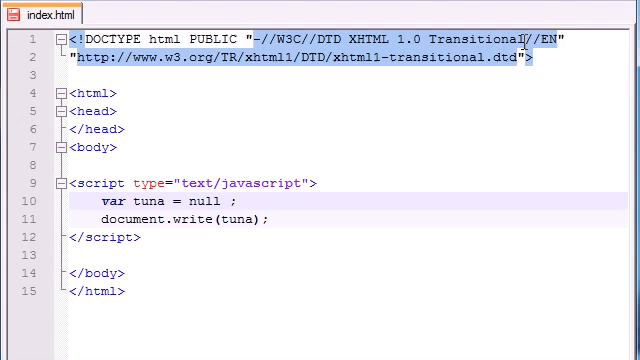 index.html
1 <!DOCTYPE html PUBLIC "-//W3C//DTD XHTML 1.0 Transitional//EN"
2 "http://www.w3.org/TR/xhtml1/DTD/xhtml1-transitional.dtd">
3
4 <html>
5 <head>
6 </head>
7 <body>
8
9 <script type="text/javascript">
10 var tuna = null ;
11 document.write(tuna);
12 </script>
13
14 </body>
15 </html>